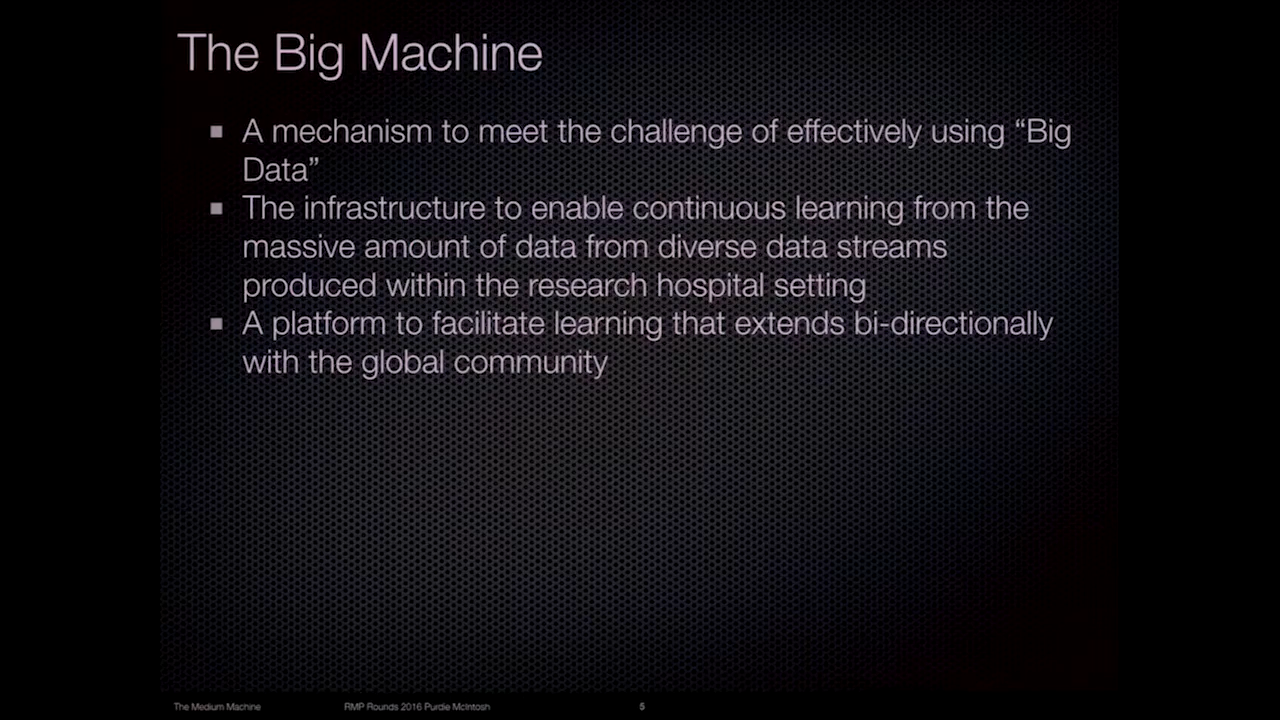 The Big Machine
A mechanism to meet the challenge of effectively using “Big
Data”
The infrastructure to enable continuous learning from the
massive amount of data from diverse data streams
produced within the research hospital setting
A platform to facilitate learning that extends bi-directionally
with the global community
The Medium Machine RMP Rounds 2016 Purdie McIntosh 5